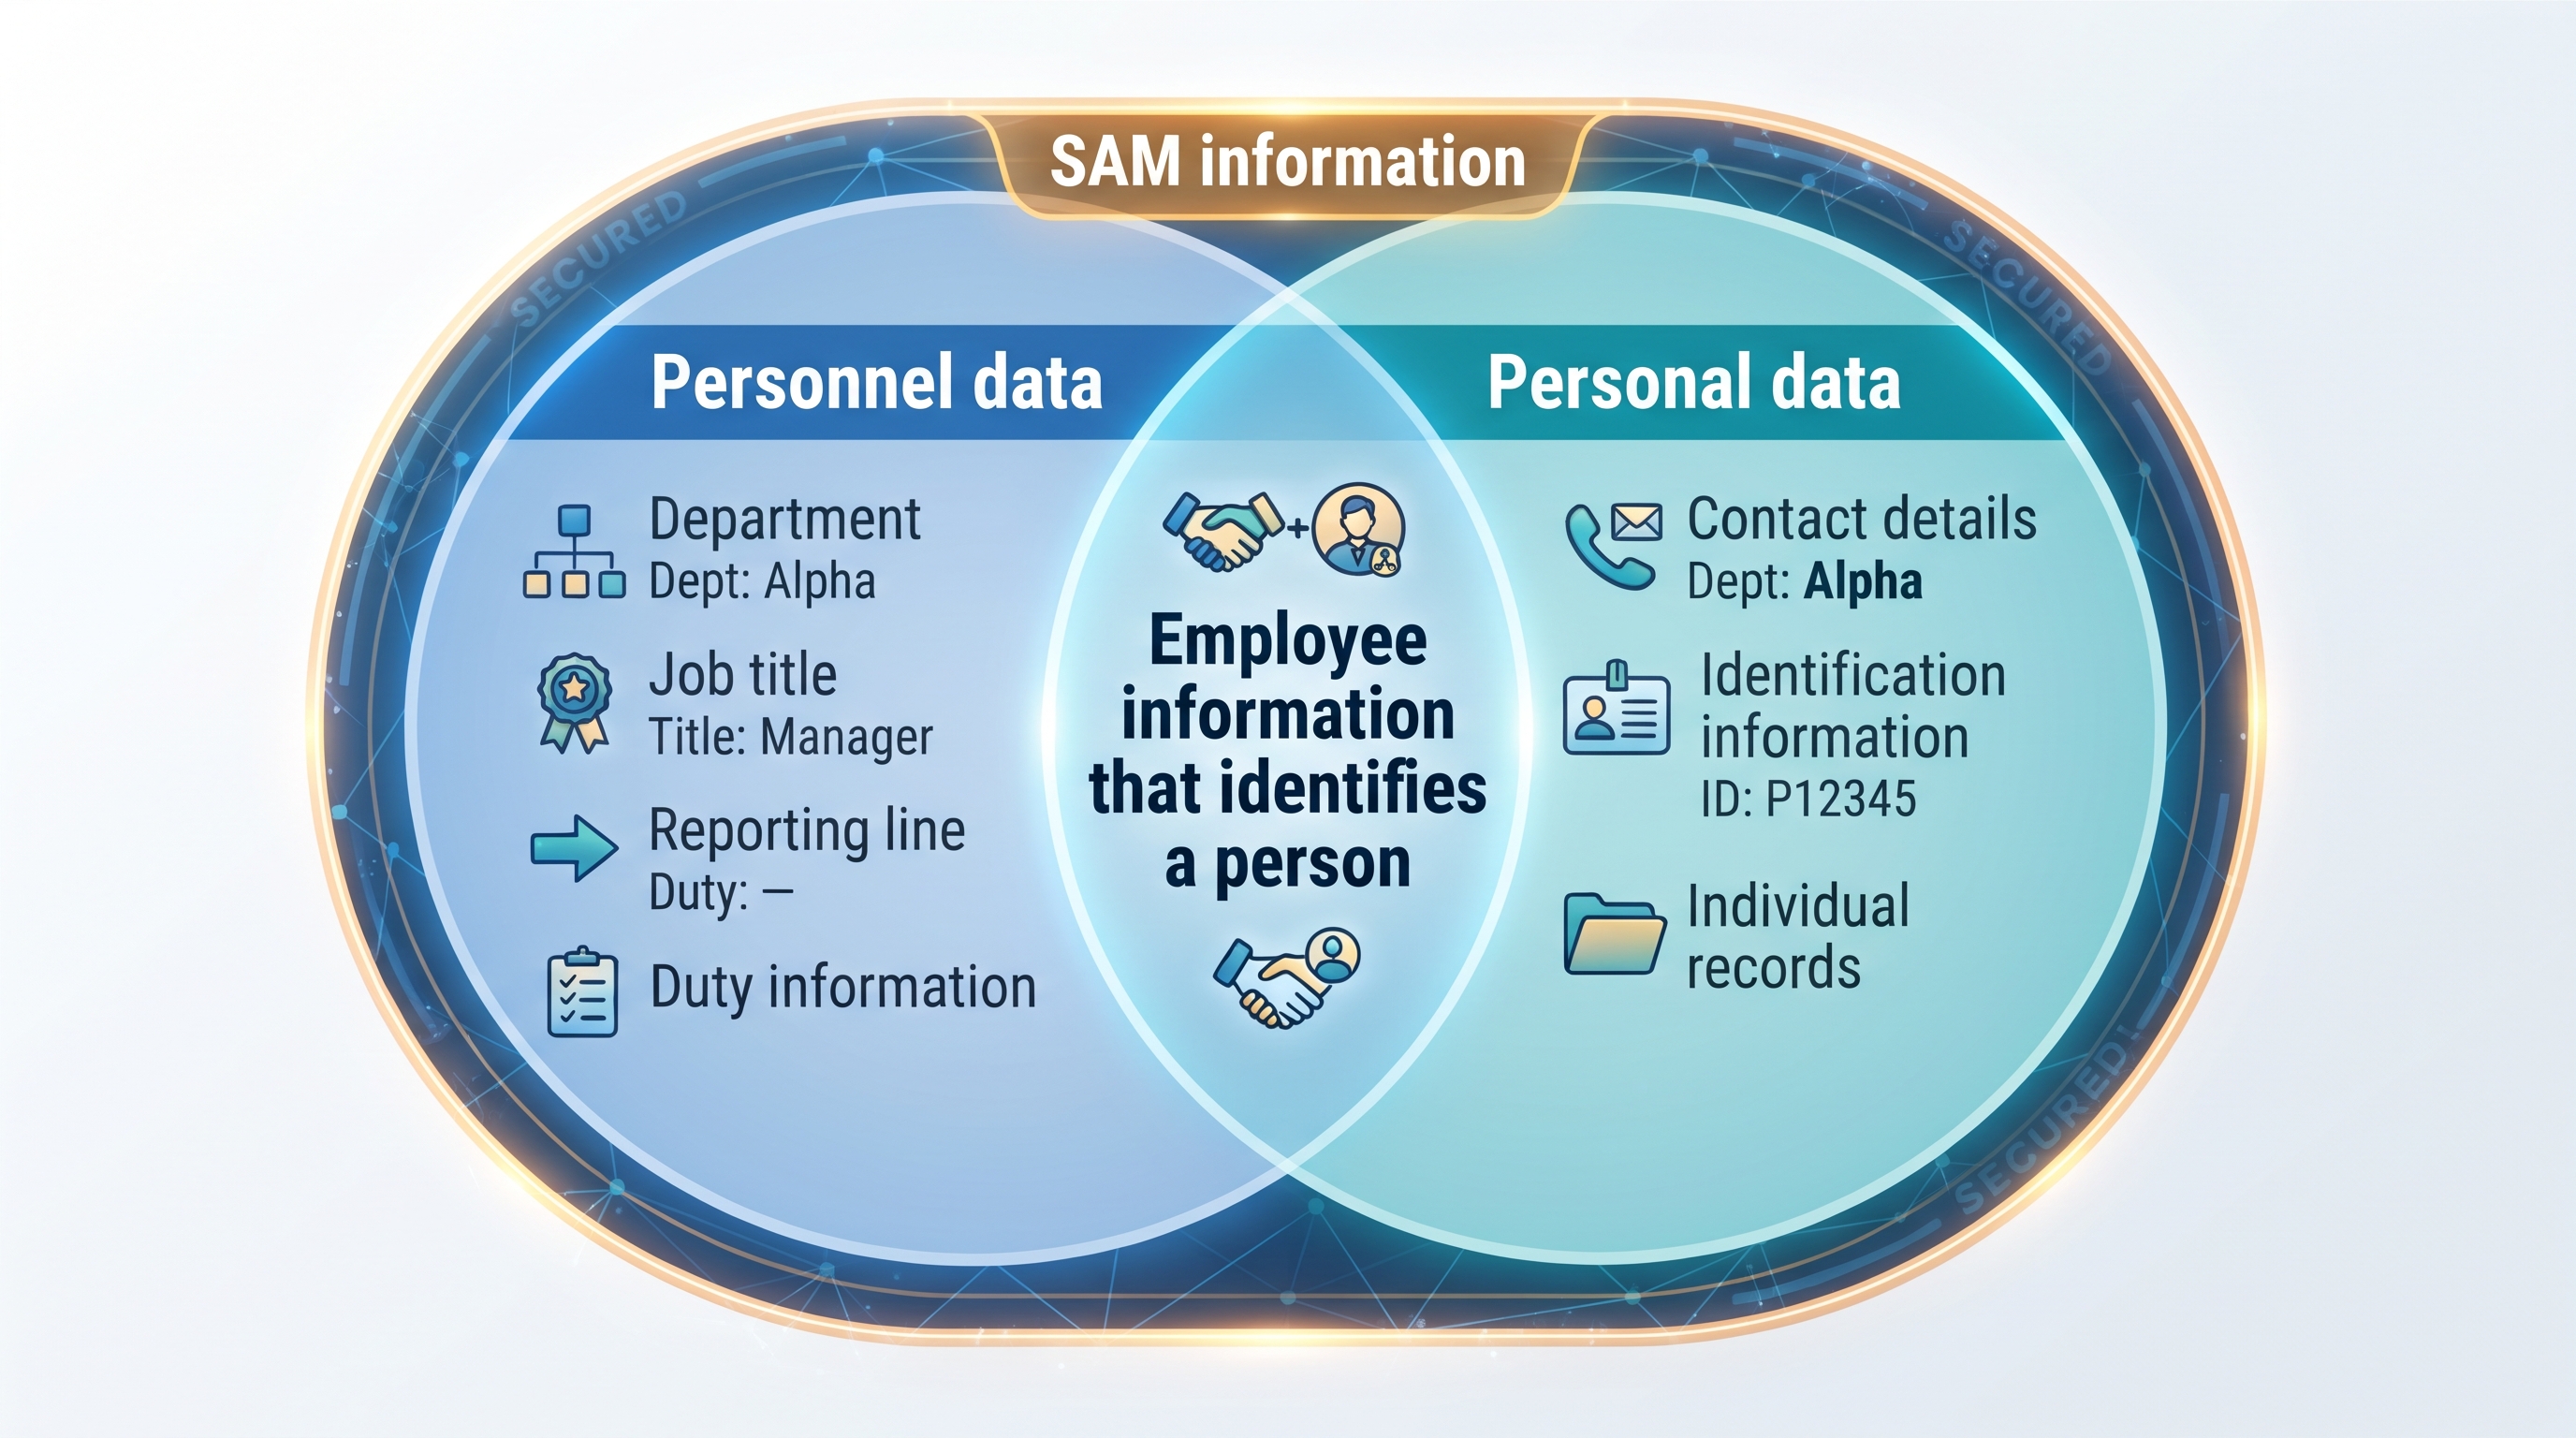 SAM information
SECURED
SECURED
Personnel data
Department
Dept: Alpha
Job title
Title: Manager
Reporting line
Duty: —
Duty information
Employee
information
that identifies
a person
Personal data
Contact details
Dept: Alpha
Identification
information
ID: P12345
Individual
records
SECURED!